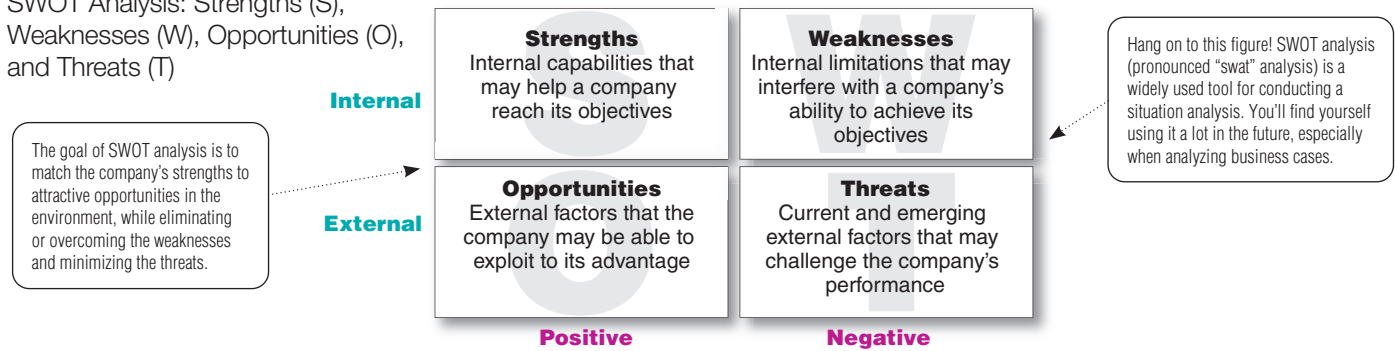 SWOT Analysis: Strengths (S),
Weaknesses (W), Opportunities (O),
and Threats (T)
The goal of SWOT analysis is to
match the company's strengths to
attractive opportunities in the
environment, while eliminating
or overcoming the weaknesses
and minimizing the threats.
Internal
External
S
Strengths
Internal capabilities that
may help a company
reach its objectives
W
Weaknesses
Internal limitations that may
interfere with a company's
ability to achieve its
objectives
O
Opportunities
External factors that the
company may be able to
exploit to its advantage
T
Threats
Current and emerging
external factors that may
challenge the company's
performance
Positive
Negative
Hang on to this figure! SWOT analysis
(pronounced “swat” analysis) is a
widely used tool for conducting a
situation analysis. You'll find yourself
using it a lot in the future, especially
when analyzing business cases.